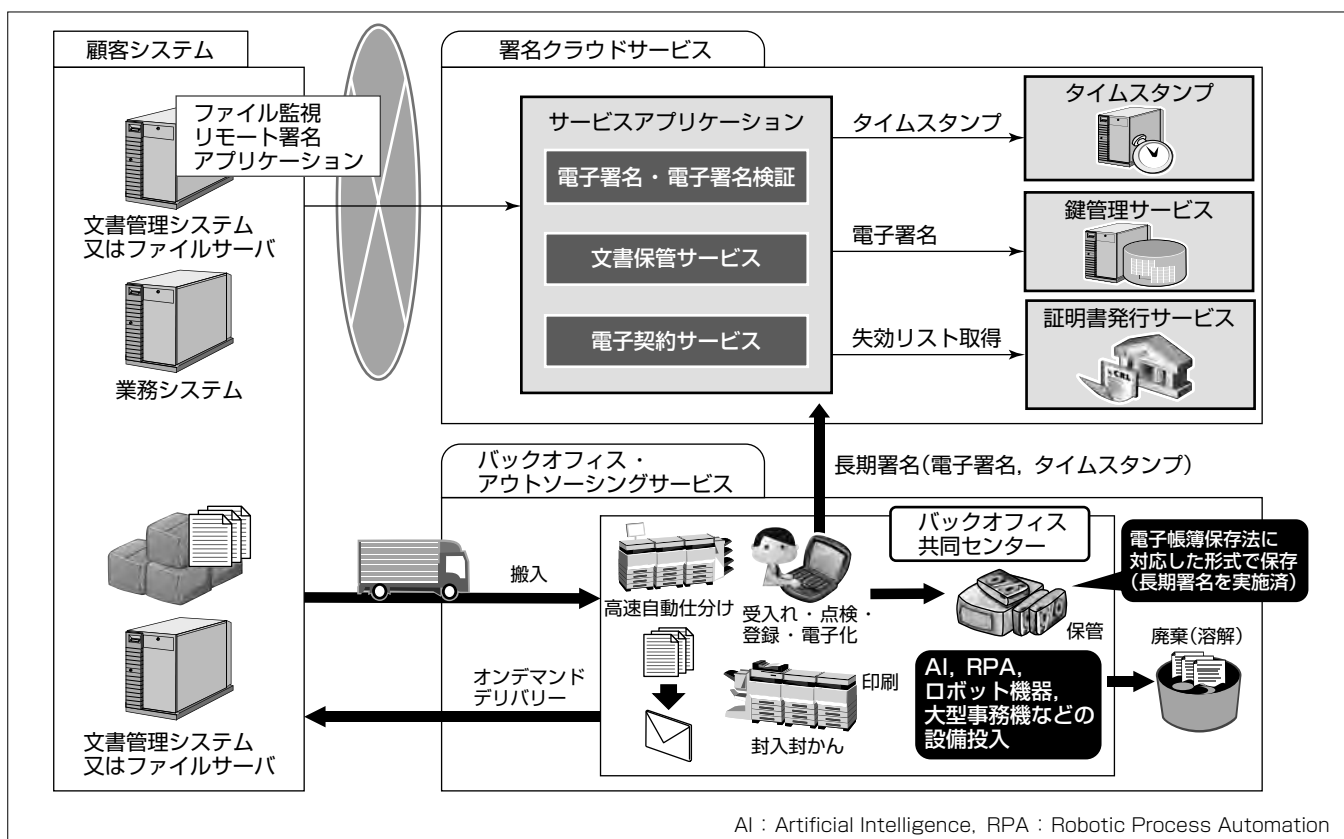 顧客システム
ファイル監視
リモート署名
アプリケーション
文書管理システム
又はファイルサーバ
業務システム
文書管理システム
又はファイルサーバ
署名クラウドサービス
サービスアプリケーション
電子署名・電子署名検証
文書保管サービス
電子契約サービス
タイムスタンプ
電子署名
失効リスト取得
タイムスタンプ
鍵管理サービス
証明書発行サービス
CRL
長期署名(電子署名, タイムスタンプ)
バックオフィス・
アウトソーシングサービス
搬入
オンデマンド
デリバリー
高速自動仕分け
受入れ・点検・
登録・電子化
バックオフィス
共同センター
電子帳簿保存法に
対応した形式で保存
(長期署名を実施済)
保管
印刷
封入封かん
AI, RPA,
ロボット機器,
大型事務機などの
設備投入
廃棄(溶解)
AI：Artificial Intelligence, RPA：Robotic Process Automation